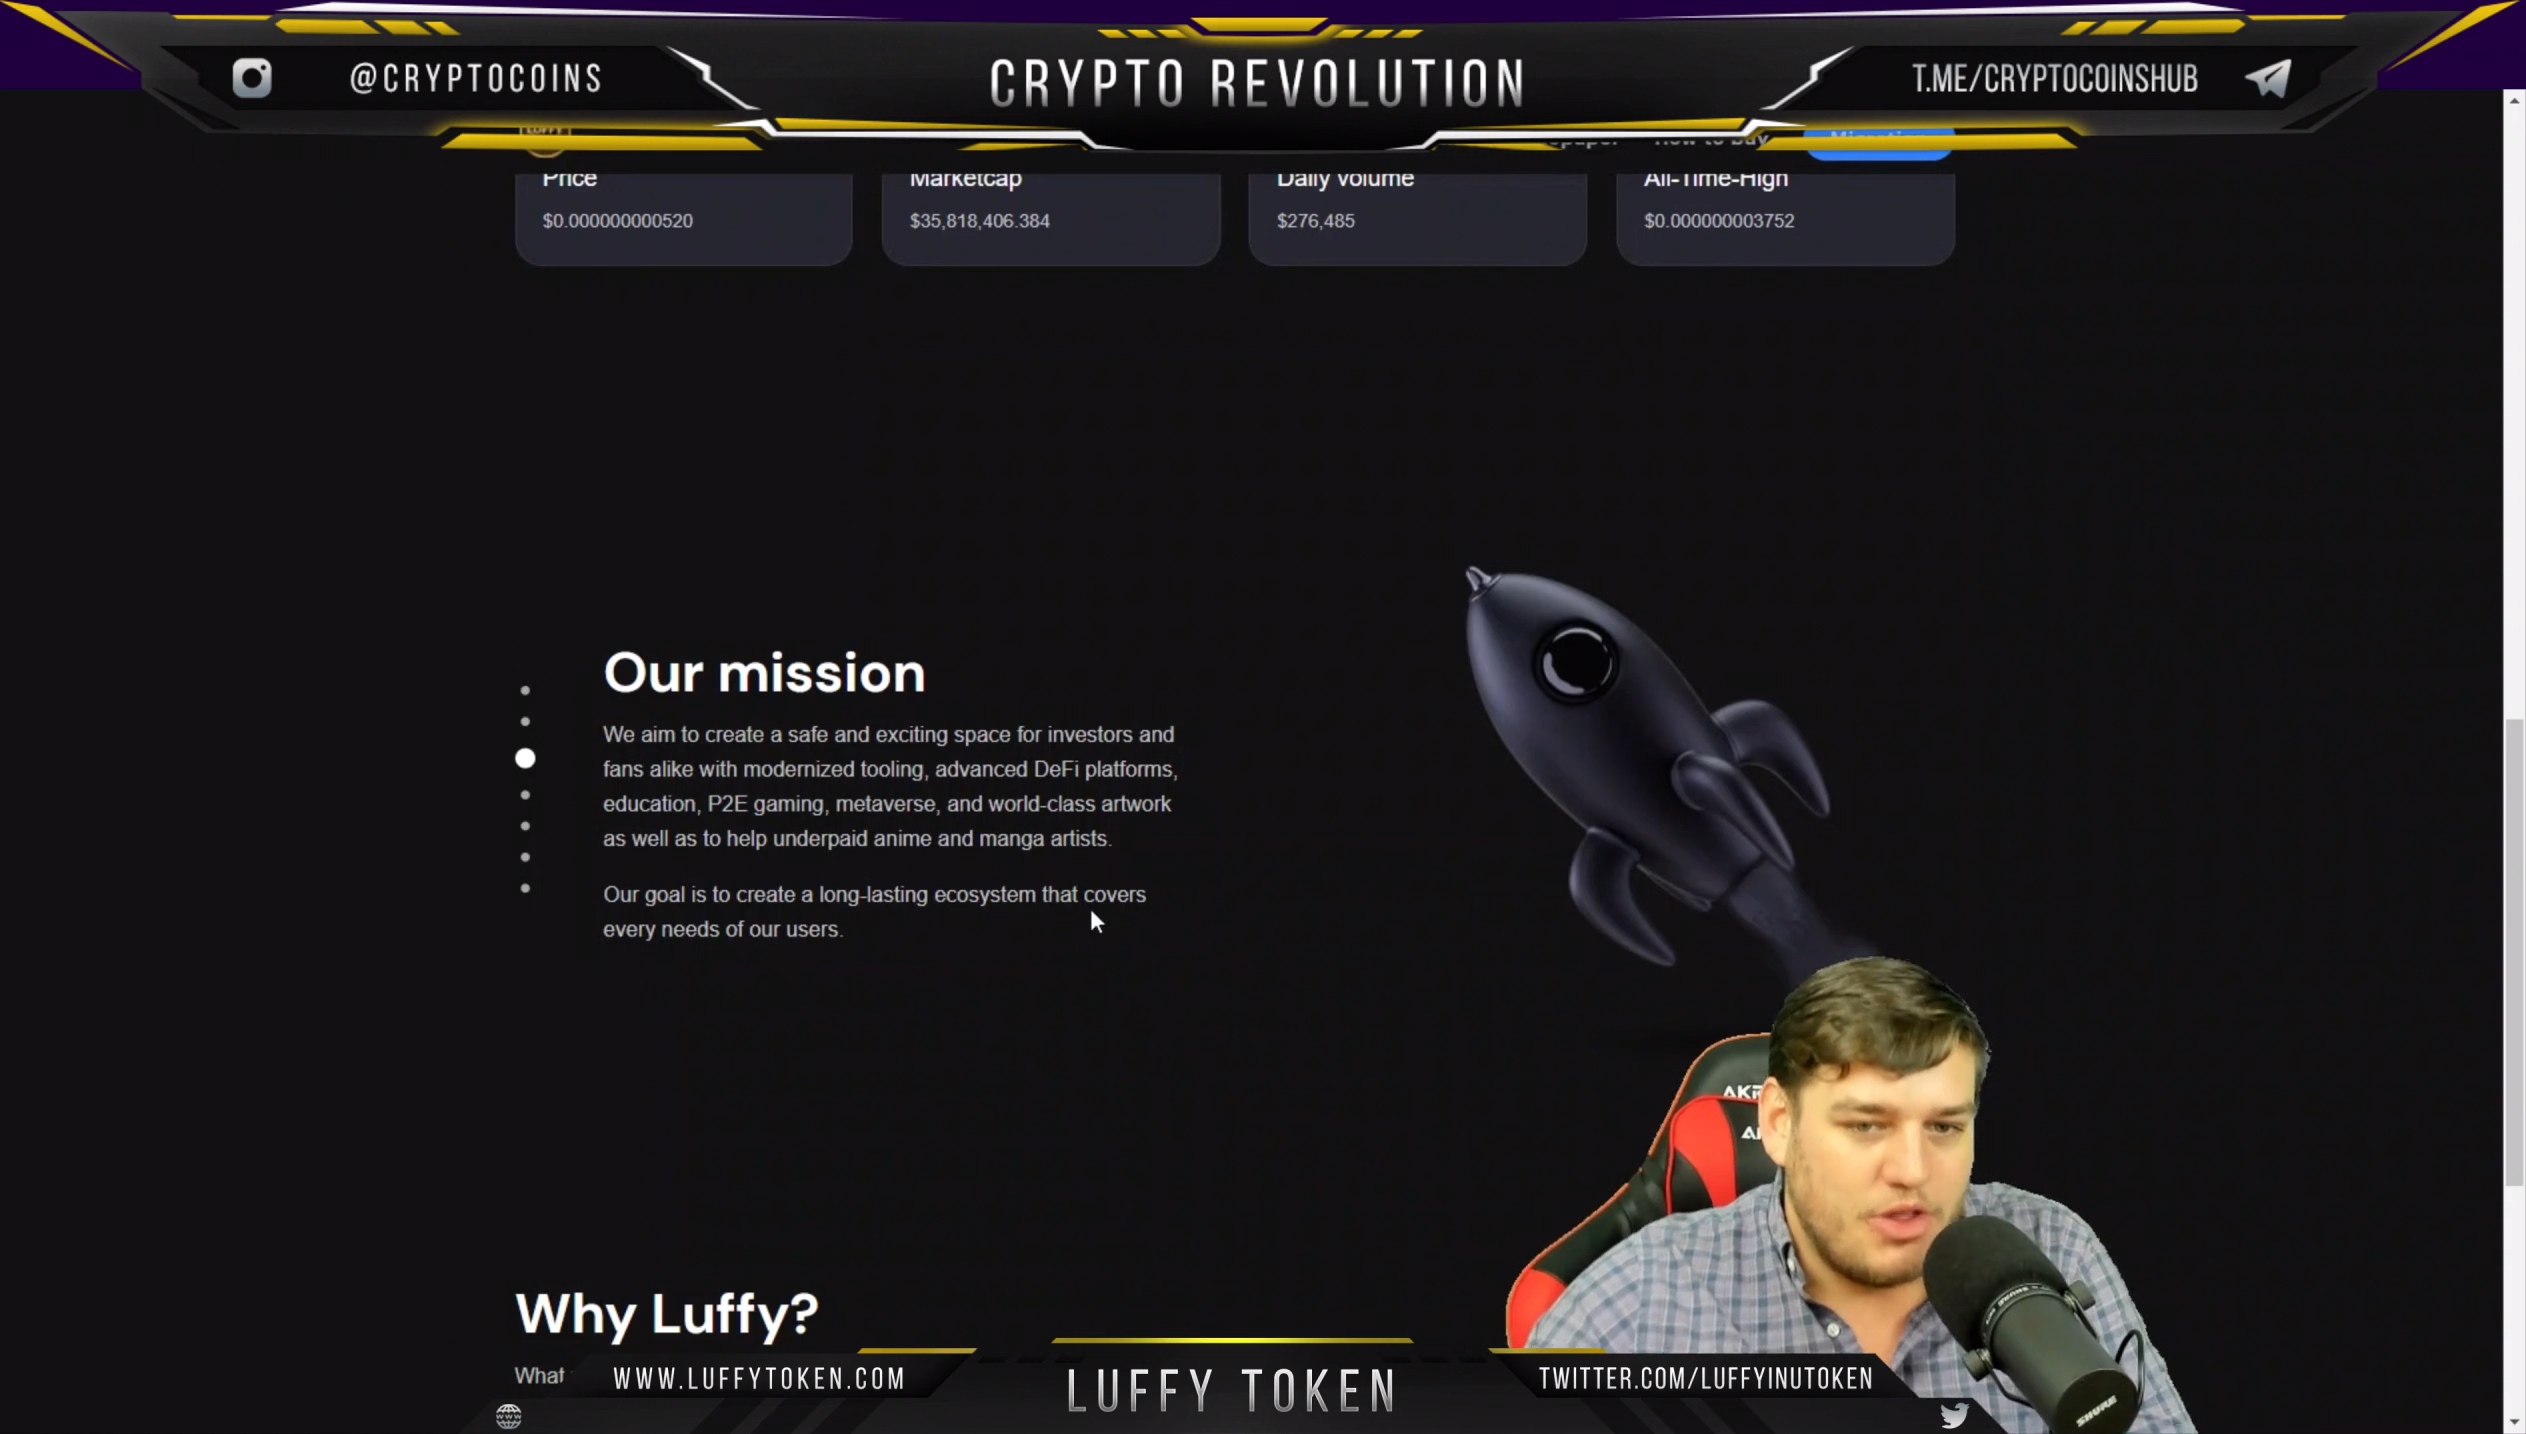 @CRYPTOCOINS
CRYPTO REVOLUTION
T.ME/CRYPTOCOINSHUB
How to Buy
Price
Marketcap
Daily Volume
All-Time-High
$0.000000000520
$35,818,406.384
$276,485
$0.000000003752
Our mission
We aim to create a safe and exciting space for investors and
fans alike with modernized tooling, advanced DeFi platforms,
education, P2E gaming, metaverse, and world-class artwork
as well as to help underpaid anime and manga artists.
Our goal is to create a long-lasting ecosystem that covers
every needs of our users.
Why Luffy?
What
WWW.LUFFYTOKEN.COM
LUFFY TOKEN
TWITTER.COM/LUFFYINUTOKEN
SHURE